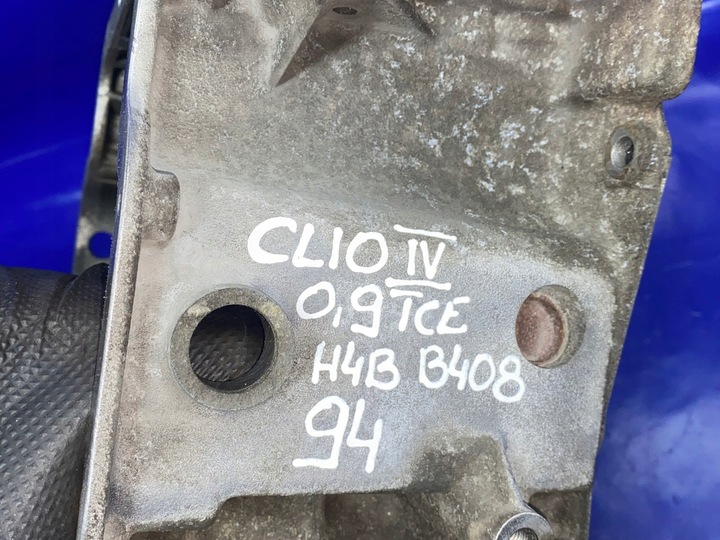 CLIO IV
0,9 TCE
H4B B408
94